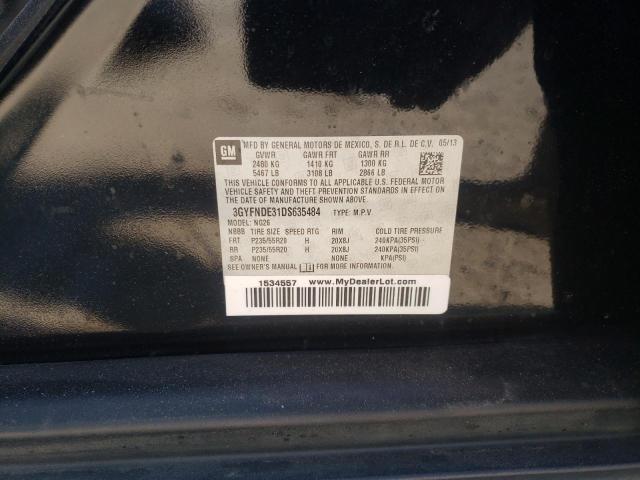 GM MFD BY GENERAL MOTORS DE MEXICO, S. DE R.L. DE C.V. 05/13
GVWR GAWR FRT GAWR RR
2480 KG 1410 KG 1300 KG
5467 LB 3108 LB 2866 LB
THIS VEHICLE CONFORMS TO ALL APPLICABLE U.S. FEDERAL MOTOR
VEHICLE SAFETY AND THEFT PREVENTION STANDARDS IN EFFECT ON
THE DATE OF MANUFACTURE SHOWN ABOVE.
3GYFNDE31DS635484 TYPE: M.P.V.
MODEL: NG26
NBBB TIRE SIZE SPEED RTG RIM COLD TIRE PRESSURE
FRT P235/55R20 H 20X8J 240KPA(35PSI)
RR P235/55R20 H 20X8J 240KPA(35PSI)
SPA NONE NONE KPA(PSI)
SEE OWNER'S MANUAL FOR MORE INFORMATION.
1534557 www.MyDealerLot.com